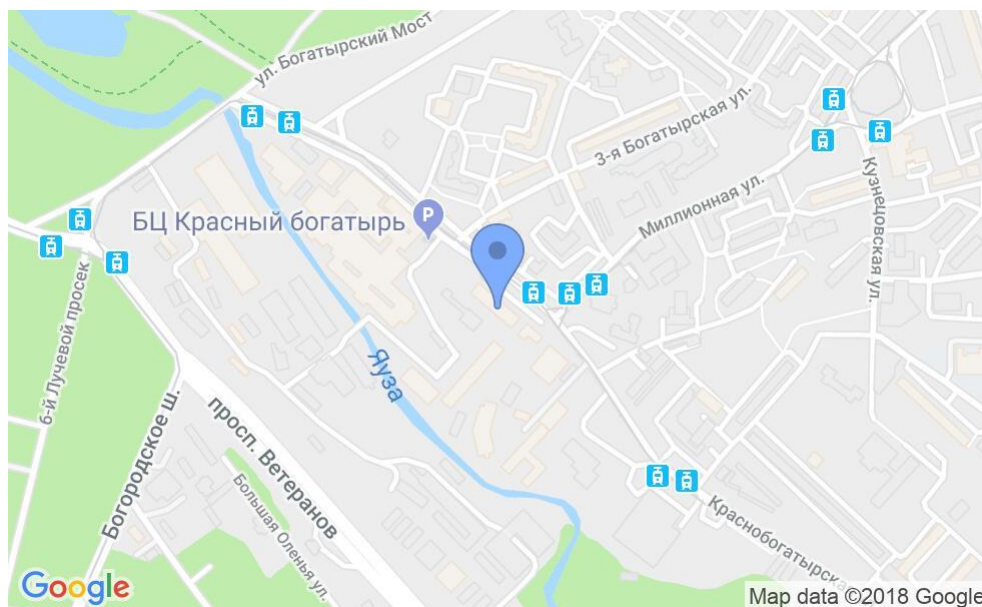 ул. Богатырский Мост
3-я Богатырская ул.
БЦ Красный богатырь
P
Миллионная ул.
Кузнецовская ул.
6-й Лучевой просек
Яуза
Богородское ш.
просп. Ветеранов
Большая Оленья ул.
Краснобогатырская
Google
Map data ©2018 Google